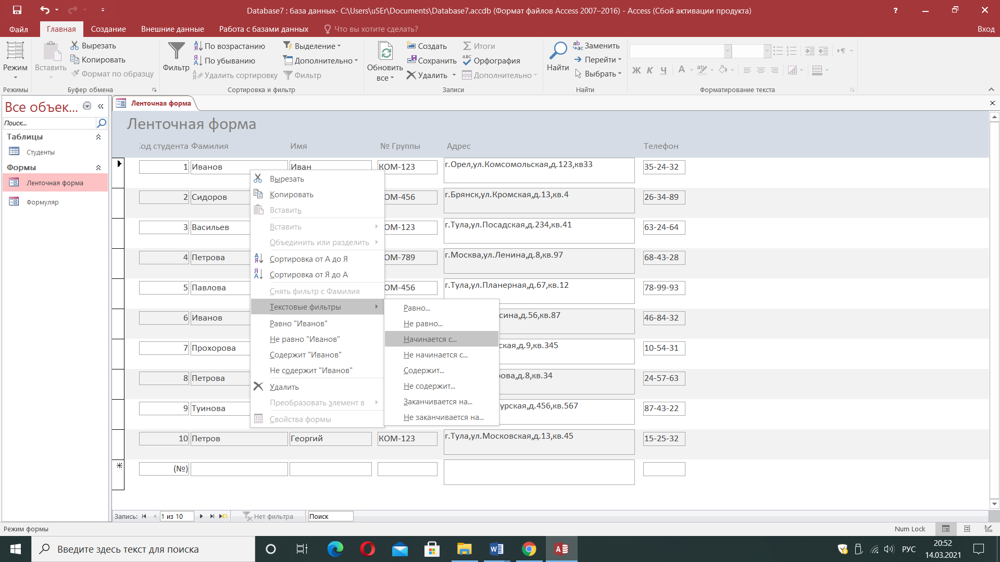 Database7 : база данных- C:\Users\uSEr\Documents\Database7.accdb (Формат файлов Access 2007–2016) - Access (Сбой активации продукта)
?
Файл Главная Создание Внешние данные Работа с базами данных Что вы хотите сделать? Вход
Режим
Режимы
Вставить
Вырезать
Копировать
Формат по образцу
Буфер обмена
Фильтр
По возрастанию
По убыванию
Удалить сортировку
Выделение
Дополнительно
Фильтр
Сортировка и фильтр
Обновить
все
Создать
Сохранить
Удалить
Итоги
Орфография
Дополнительно
Записи
Найти
Заменить
Перейти
Выбрать
Найти
Ж К Ч A
Форматирование текста
Все объек...
Поиск...
Таблицы
Студенты
Формы
Ленточная форма
Формуляр
Ленточная форма
Ленточная форма
од студента Фамилия Имя № Группы Адрес Телефон
1 Иванов Иван КОМ-123 г.Орел,ул.Комсомольская,д.123,кв33 35-24-32
2 Сидоров ОМ-456 г.Брянск,ул.Кромская,д.13,кв.4 26-34-89
3 Васильев ОМ-123 г.Тула,ул.Посадская,д.234,кв.41 63-24-64
4 Петрова ОМ-789 г.Москва,ул.Ленина,д.8,кв.97 68-43-28
5 Павлова ОМ-456 г.Тула,ул.Планерная,д.67,кв.12 78-99-93
6 Иванов сина,д.56,кв.87 46-84-32
7 Прохорова ская,д.9,кв.345 10-54-31
8 Петрова рова,д.8,кв.34 24-57-63
9 Туинова урская,д.456,кв.567 87-43-22
10 Петров Георгий КОМ-123 г.Тула,ул.Московская,д.13,кв.45 15-25-32
(№)
Вырезать
Копировать
Вставить
Вставить
Объединить или разделить
Сортировка от А до Я
Сортировка от Я до А
Снять фильтр с Фамилия
Текстовые фильтры
Равно "Иванов"
Не равно "Иванов"
Содержит "Иванов"
Не содержит "Иванов"
Удалить
Преобразовать элемент в
Свойства формы
Равно...
Не равно...
Начинается с...
Не начинается с...
Содержит...
Не содержит...
Заканчивается на...
Не заканчивается на...
Запись: 1 из 10 Нет фильтра Поиск
Режим формы Num Lock
Введите здесь текст для поиска
РУС
20:52
14.03.2021